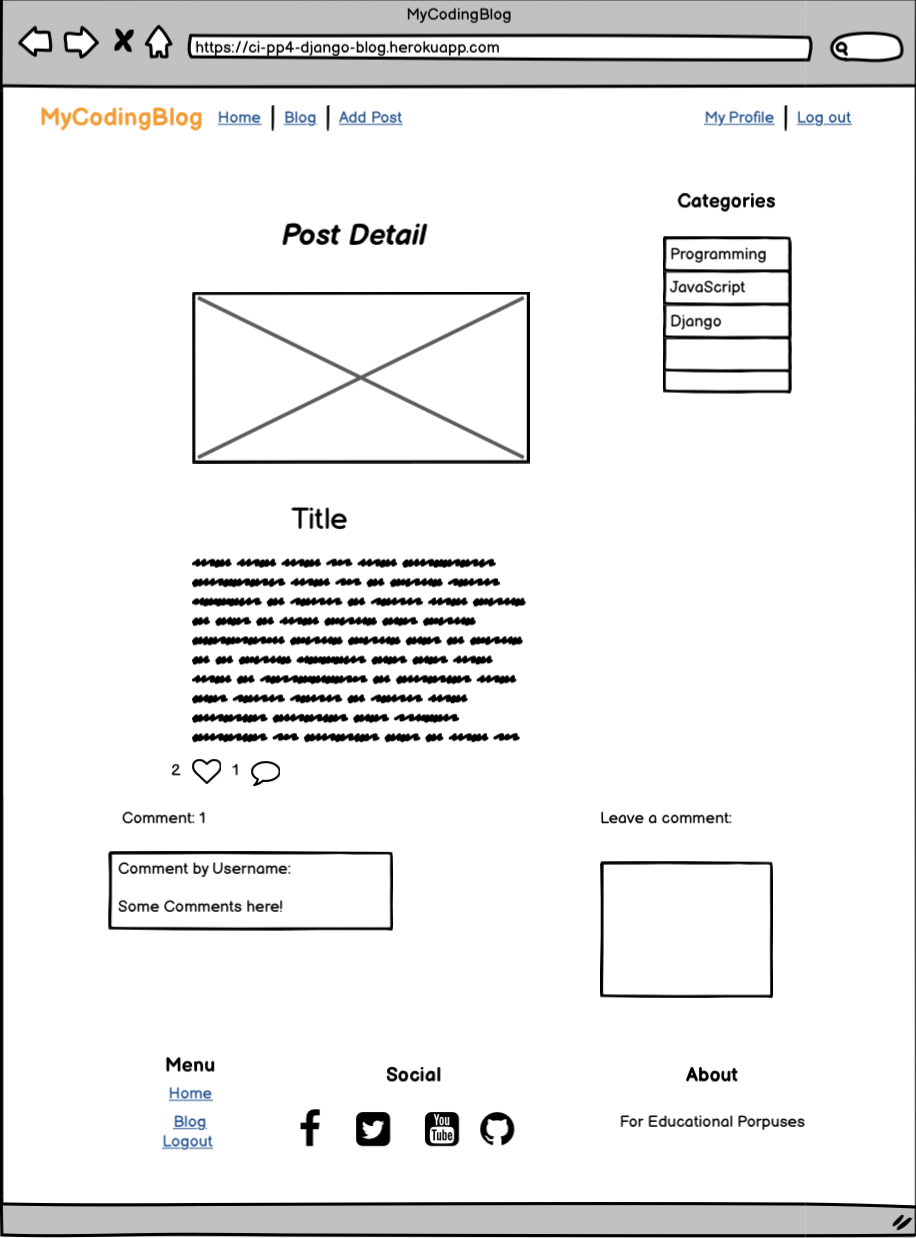 MyCodingBlog
https://ci-pp4-django-blog.herokuapp.com
MyCodingBlog Home Blog Add Post My Profile Log out
Categories
Post Detail
Programming
JavaScript
Django
Title
2 1
Comment: 1
Leave a comment:
Comment by Username:
Some Comments here!
Menu
Social
About
Home
Blog
For Educational Porpuses
Logout
You
Tube